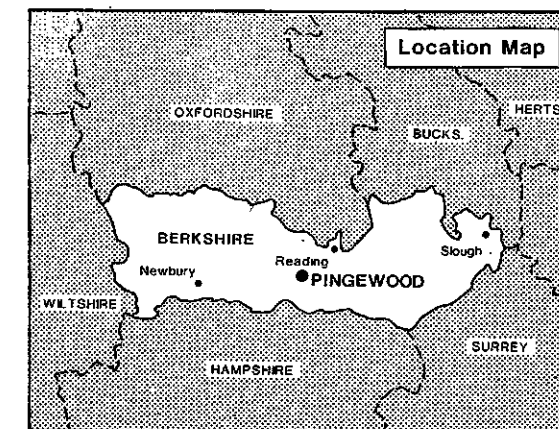 Location Map
OXFORDSHIRE
HERTS
BUCKS.
BERKSHIRE
Slough
Reading
Newbury
PINGEWOOD
WILTSHIRE
SURREY
HAMPSHIRE